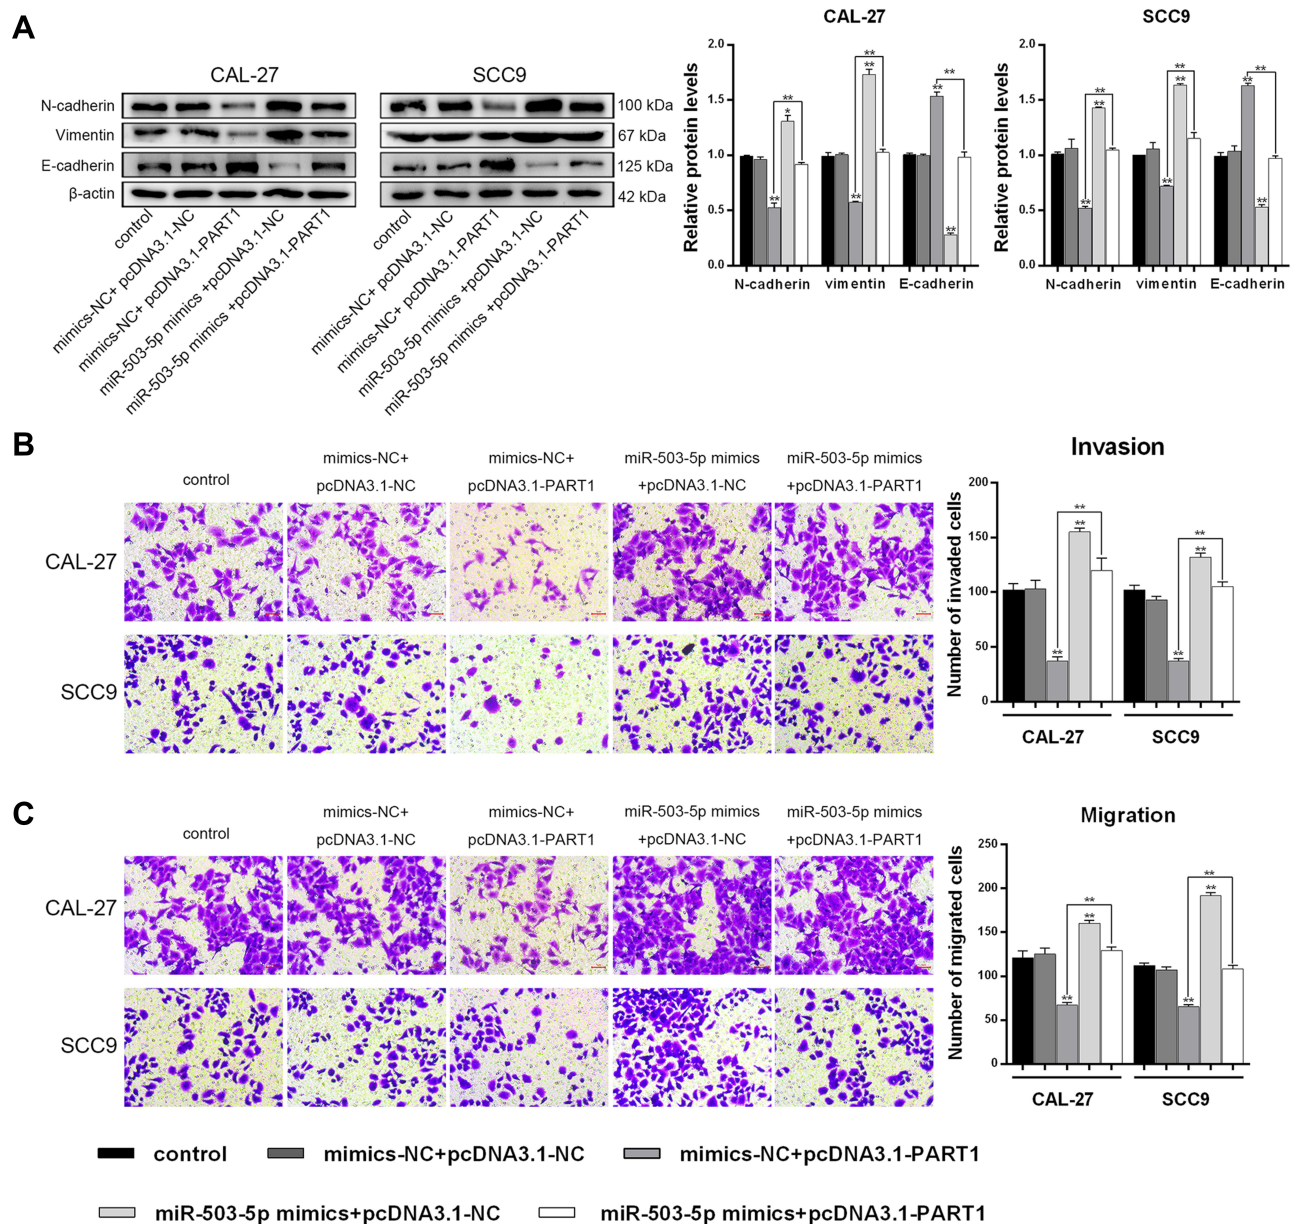 A
CAL-27
SCC9
N-cadherin
Vimentin
E-cadherin
β-actin
100 kDa
67 kDa
125 kDa
42 kDa
control
mimics-NC+ pcDNA3.1-NC
mimics-NC+ pcDNA3.1-PART1
miR-503-5p mimics +pcDNA3.1-NC
miR-503-5p mimics +pcDNA3.1-PART1
control
mimics-NC+ pcDNA3.1-NC
mimics-NC+ pcDNA3.1-PART1
miR-503-5p mimics +pcDNA3.1-NC
miR-503-5p mimics +pcDNA3.1-PART1
CAL-27
Relative protein levels
2.0
1.5
1.0
0.5
0.0
** * **
** ** **
** ** **
N-cadherin vimentin E-cadherin
SCC9
Relative protein levels
2.0
1.5
1.0
0.5
0.0
** ** **
** ** **
** ** **
N-cadherin vimentin E-cadherin
B
control
mimics-NC+
pcDNA3.1-NC
mimics-NC+
pcDNA3.1-PART1
miR-503-5p mimics
+pcDNA3.1-NC
miR-503-5p mimics
+pcDNA3.1-PART1
CAL-27
SCC9
Invasion
Number of invaded cells
200
150
100
50
0
** ** **
** ** **
CAL-27 SCC9
C
control
mimics-NC+
pcDNA3.1-NC
mimics-NC+
pcDNA3.1-PART1
miR-503-5p mimics
+pcDNA3.1-NC
miR-503-5p mimics
+pcDNA3.1-PART1
CAL-27
SCC9
Migration
Number of migrated cells
250
200
150
100
50
0
** ** **
** ** **
CAL-27 SCC9
control mimics-NC+pcDNA3.1-NC mimics-NC+pcDNA3.1-PART1
miR-503-5p mimics+pcDNA3.1-NC miR-503-5p mimics+pcDNA3.1-PART1